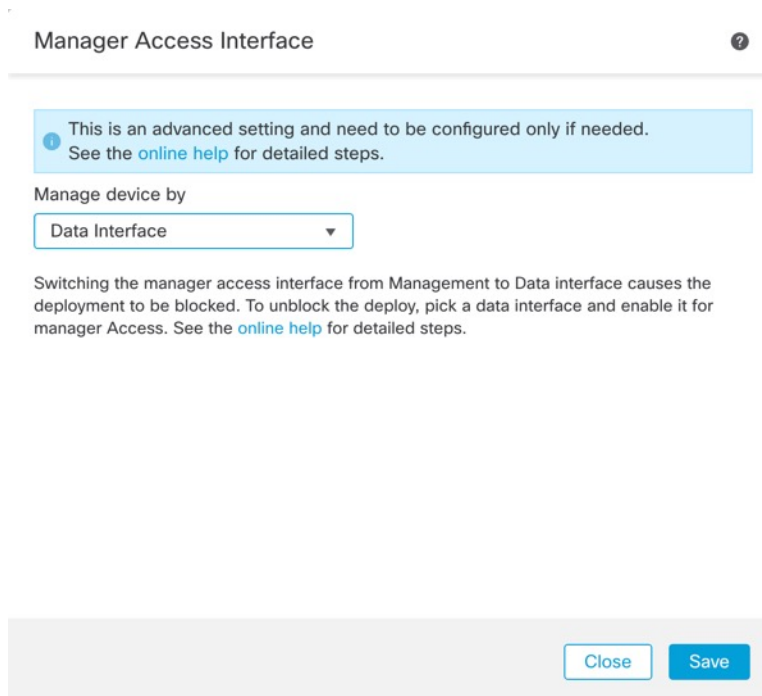 Manager Access Interface
This is an advanced setting and need to be configured only if needed.
See the online help for detailed steps.
Manage device by
Data Interface
Switching the manager access interface from Management to Data interface causes the
deployment to be blocked. To unblock the deploy, pick a data interface and enable it for
manager Access. See the online help for detailed steps.
Close
Save